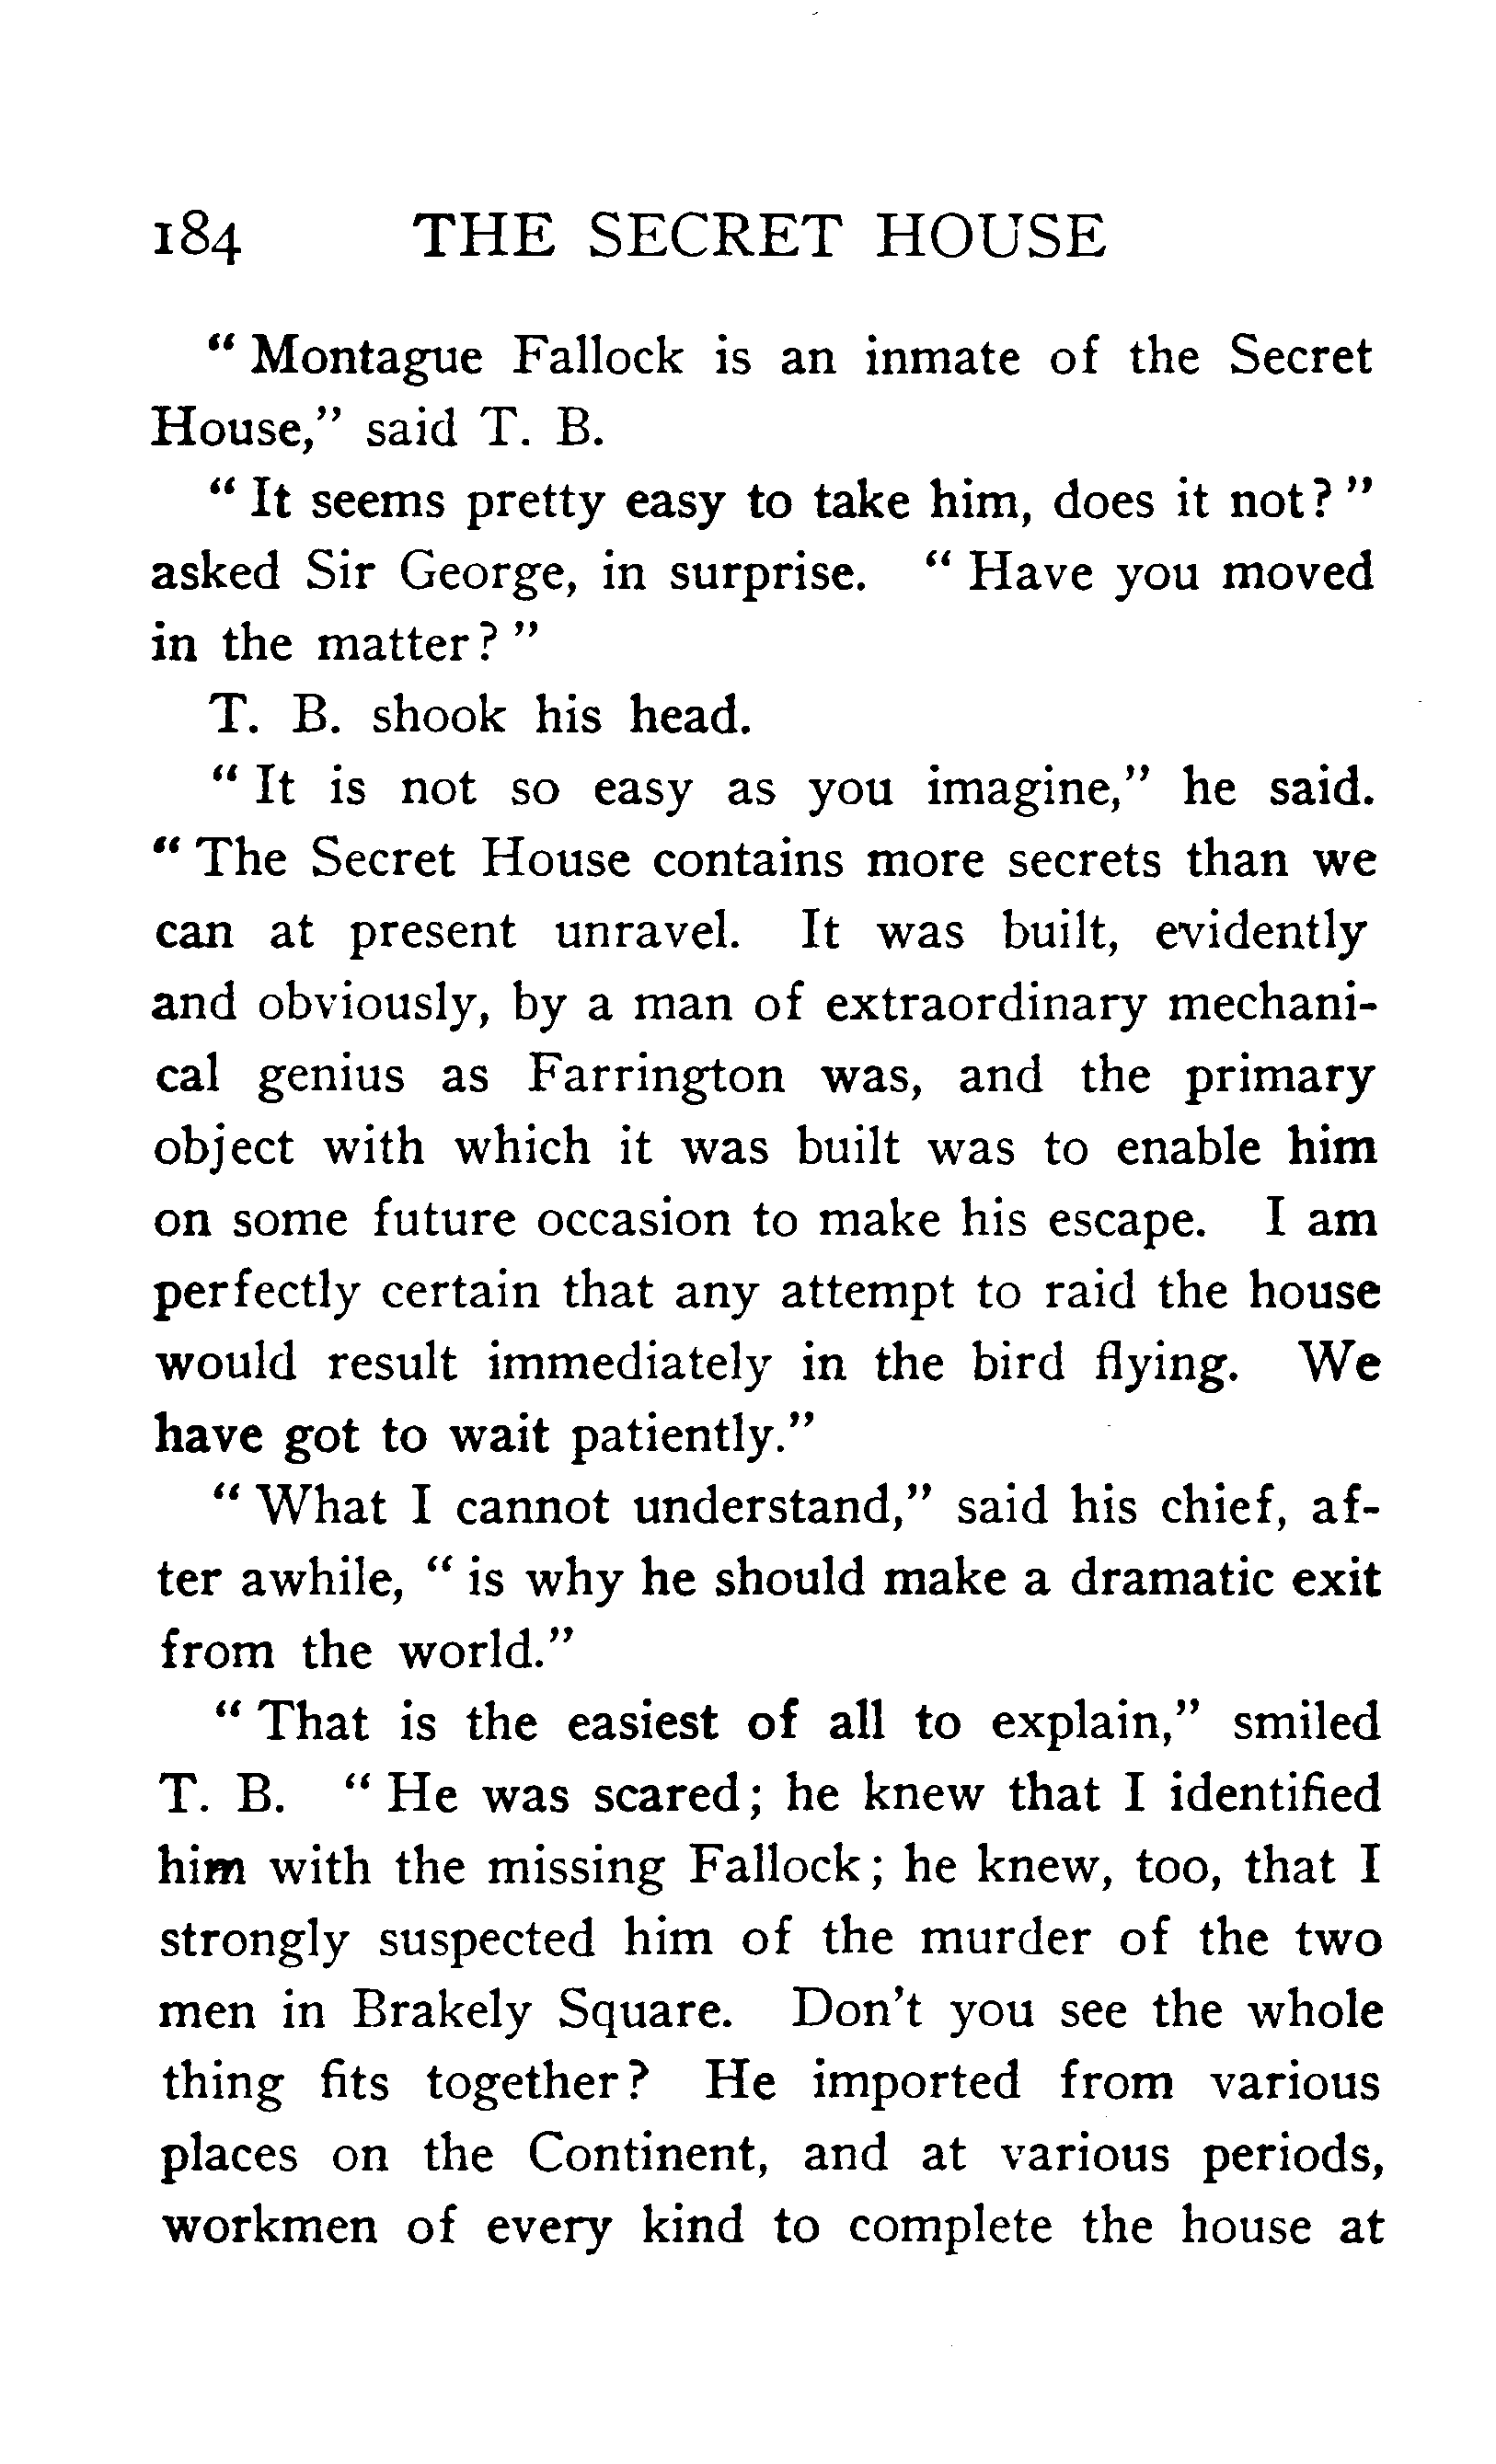 184 THE SECRET HOUSE
" Montague Fallock is an inmate of the Secret
House," said T. B.
" It seems pretty easy to take him, does it not? "
asked Sir George, in surprise. " Have you moved
in the matter? "
T. B. shook his head.
" It is not so easy as you imagine," he said.
" The Secret House contains more secrets than we
can at present unravel. It was built, evidently
and obviously, by a man of extraordinary mechani-
cal genius as Farrington was, and the primary
object with which it was built was to enable him
on some future occasion to make his escape. I am
perfectly certain that any attempt to raid the house
would result immediately in the bird flying. We
have got to wait patiently."
" What I cannot understand," said his chief, af-
ter awhile, " is why he should make a dramatic exit
from the world."
" That is the easiest of all to explain," smiled
T. B. " He was scared; he knew that I identified
him with the missing Fallock; he knew, too, that I
strongly suspected him of the murder of the two
men in Brakely Square. Don't you see the whole
thing fits together? He imported from various
places on the Continent, and at various periods,
workmen of every kind to complete the house at